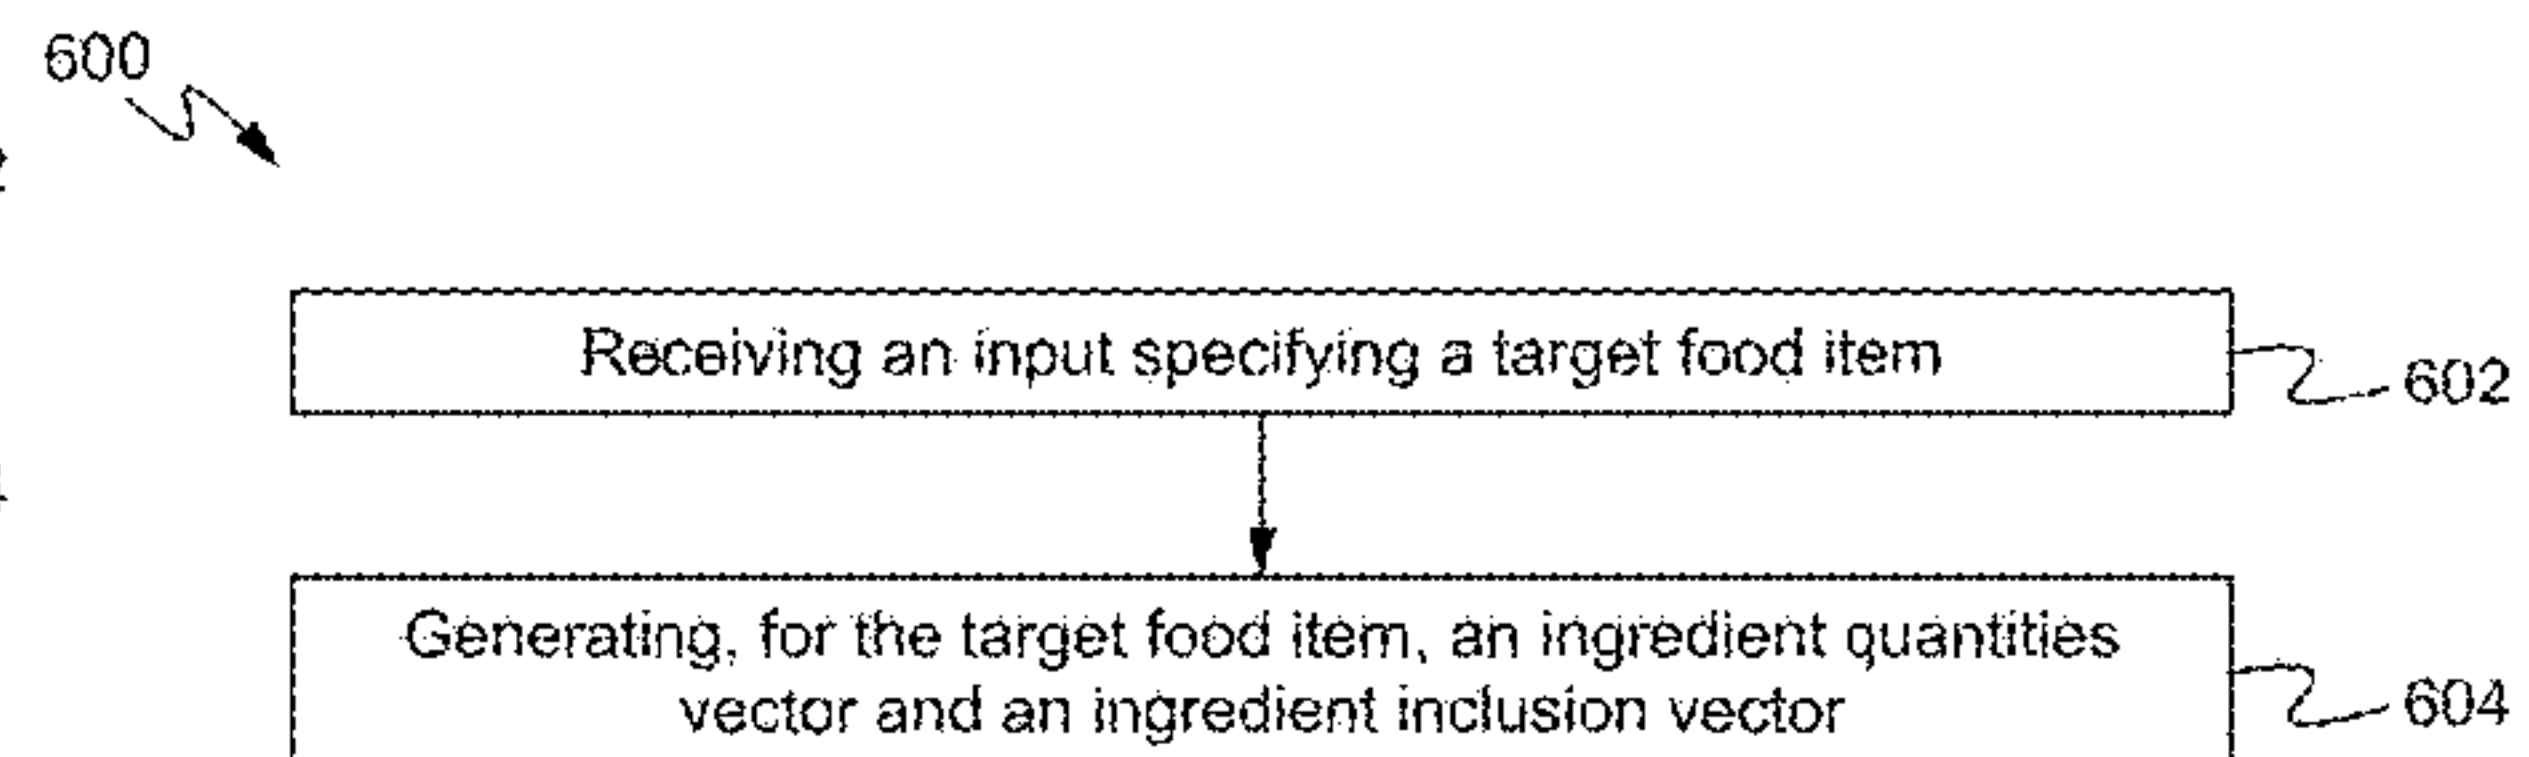 600
Receiving an input specifying a target food item
602
Generating, for the target food item, an ingredient quantities
vector and an ingredient inclusion vector
604